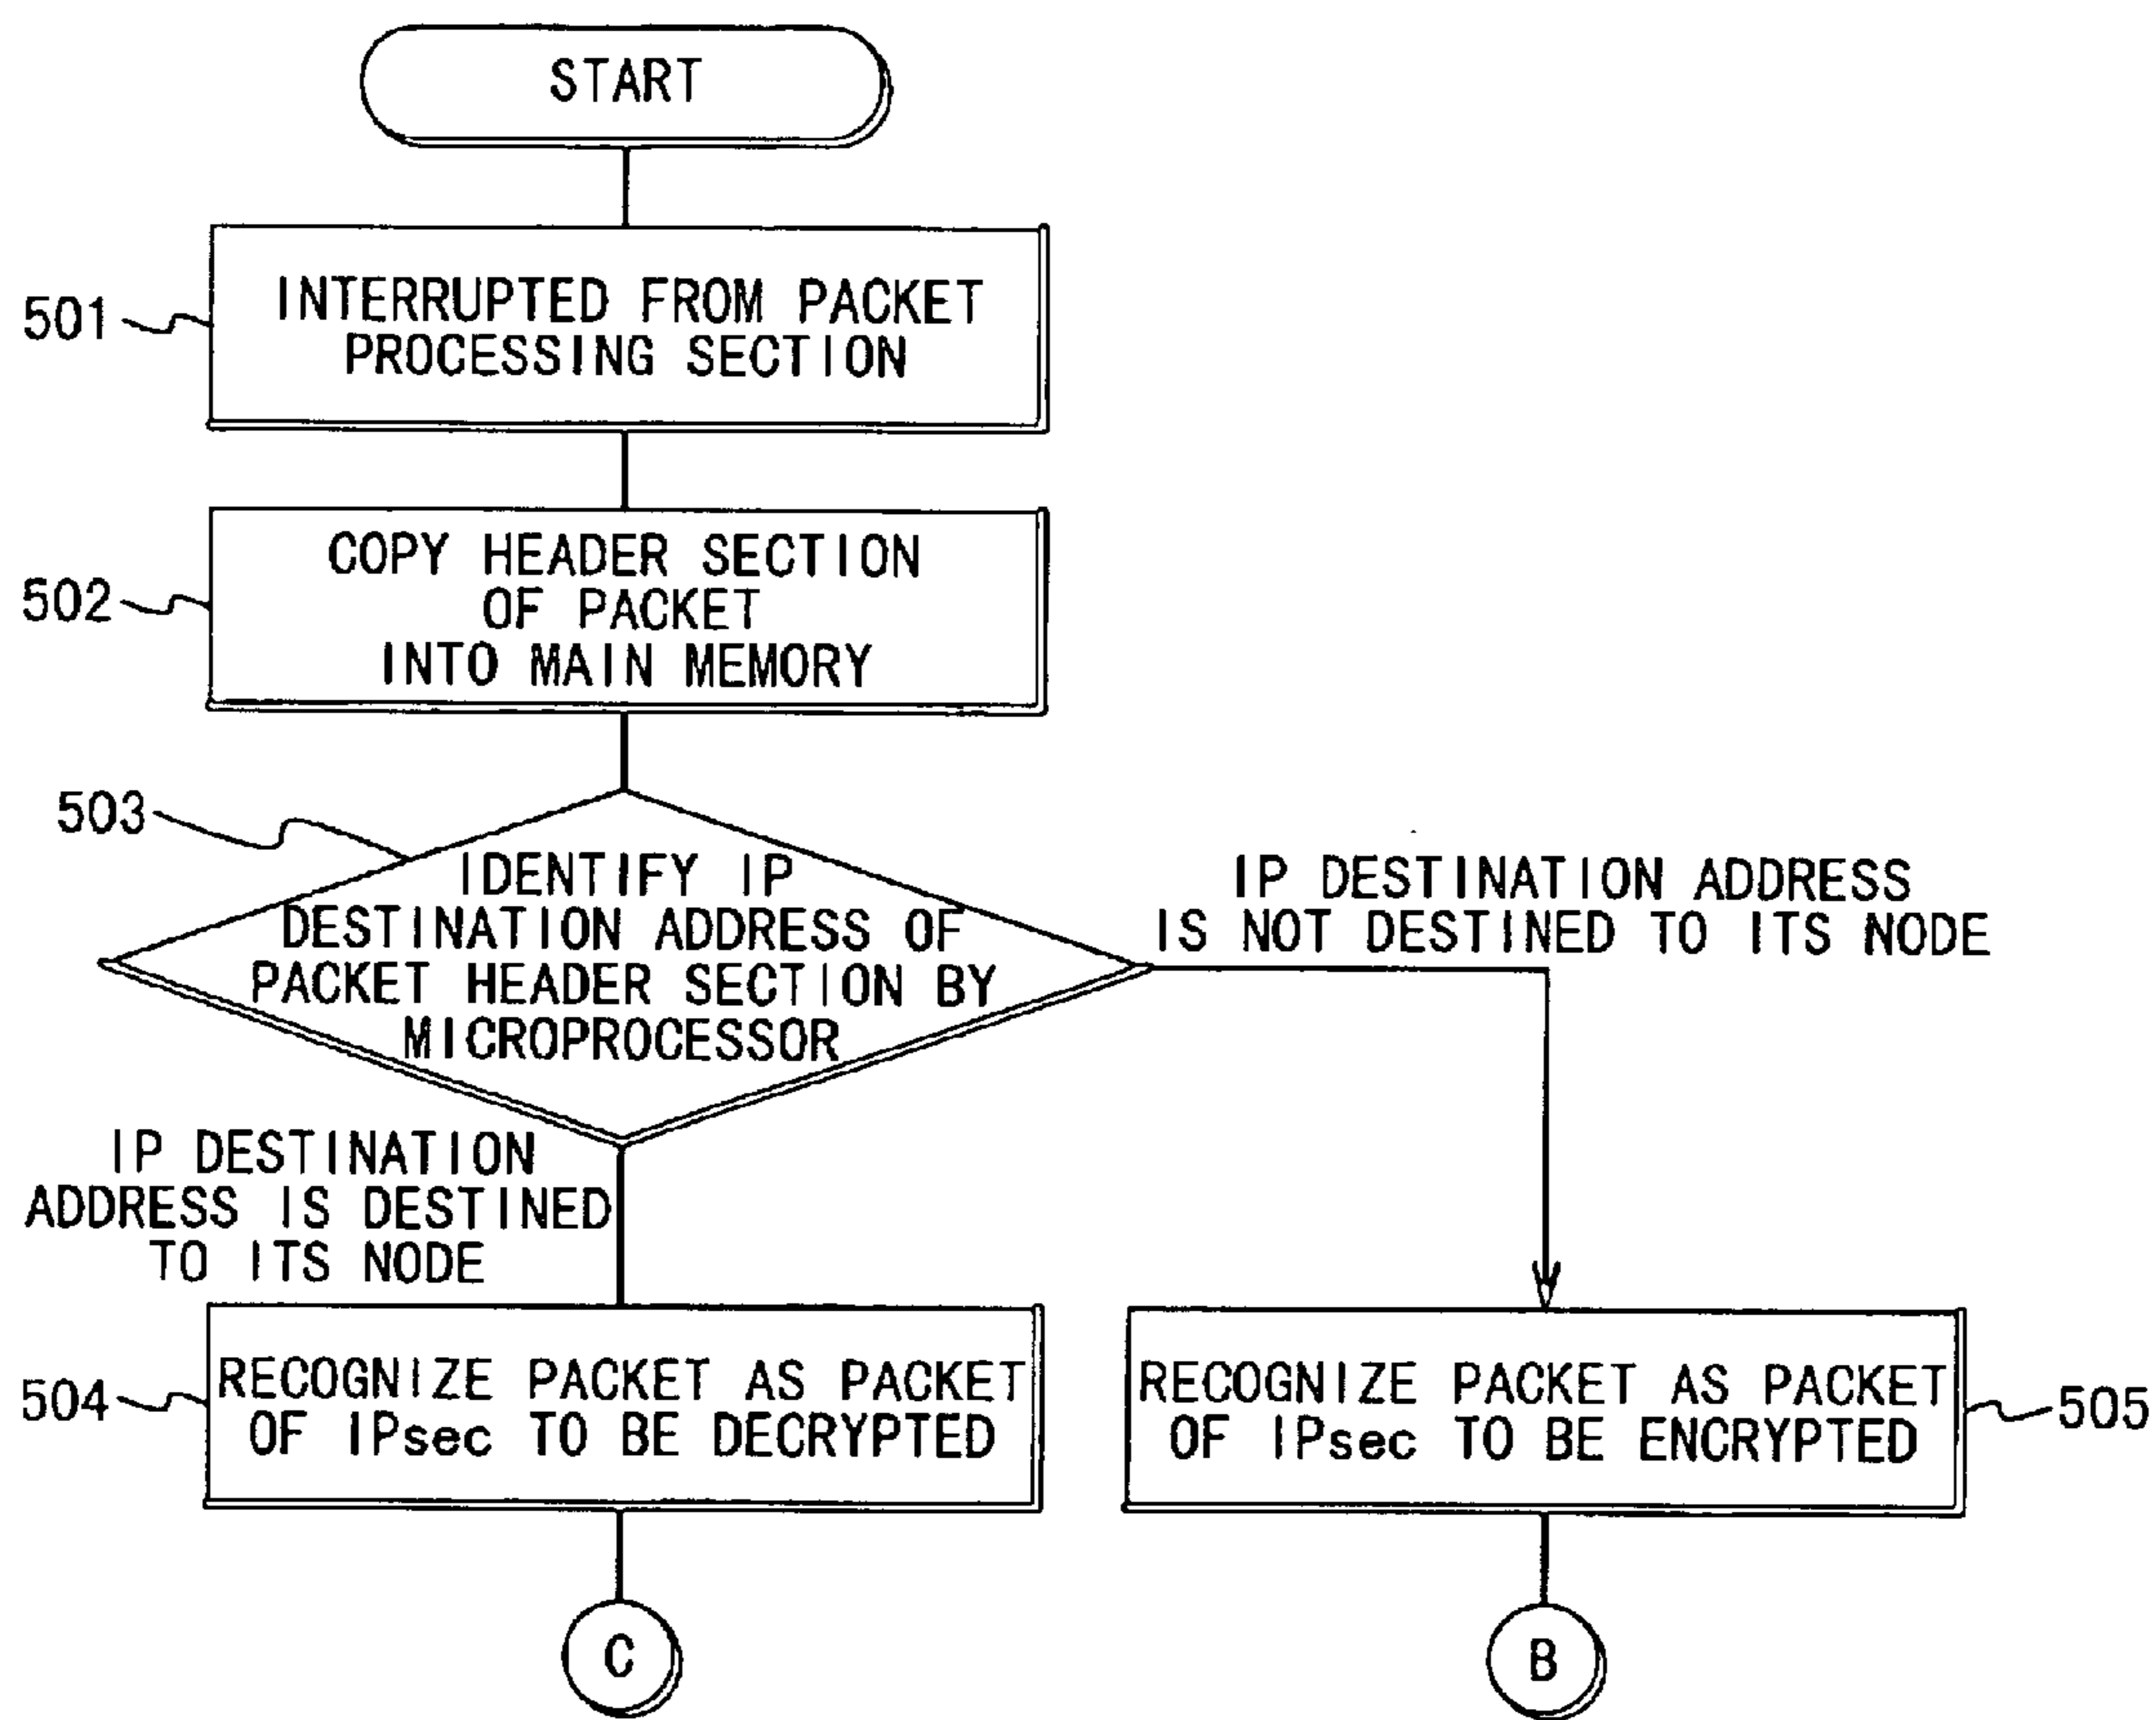 START
501
INTERRUPTED FROM PACKET
PROCESSING SECTION
502
COPY HEADER SECTION
OF PACKET
INTO MAIN MEMORY
503
IDENTIFY IP
DESTINATION ADDRESS OF
PACKET HEADER SECTION BY
MICROPROCESSOR
IP DESTINATION ADDRESS
IS NOT DESTINED TO ITS NODE
IP DESTINATION
ADDRESS IS DESTINED
TO ITS NODE
504
RECOGNIZE PACKET AS PACKET
OF IPsec TO BE DECRYPTED
RECOGNIZE PACKET AS PACKET
OF IPsec TO BE ENCRYPTED
505
C
B